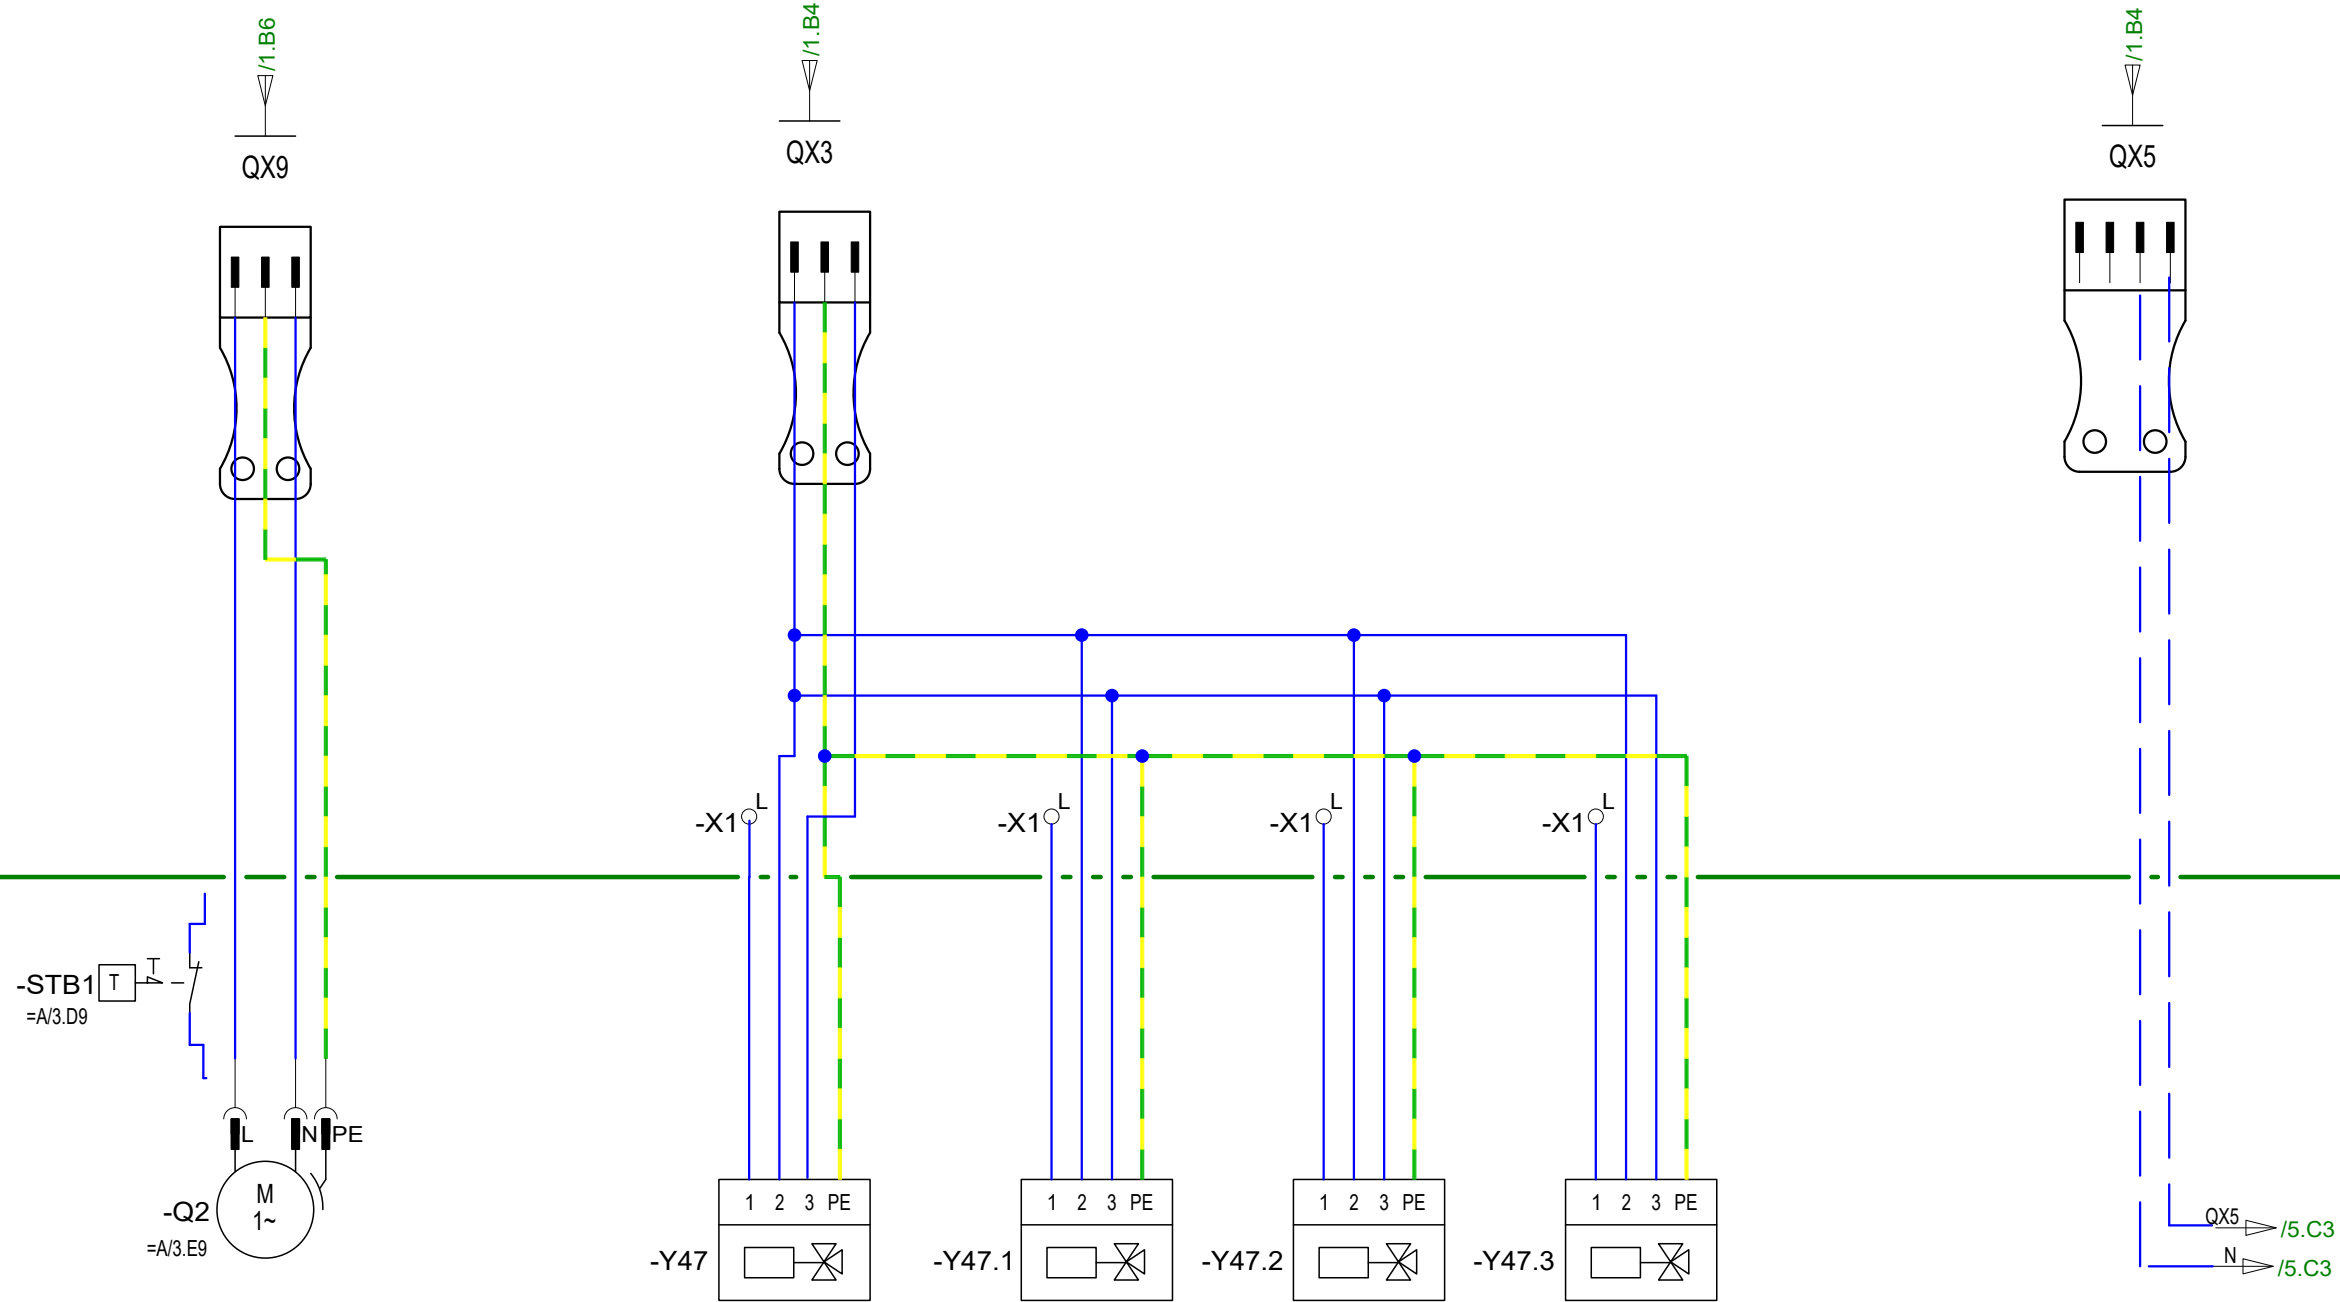 /1.B6
/1.B4
/1.B4
QX9
QX3
QX5
-X1 L
-X1 L
-X1 L
-X1 L
-STB1 T
=A/3.D9
L N PE
M
1~
-Q2
=A/3.E9
1 2 3 PE
1 2 3 PE
1 2 3 PE
1 2 3 PE
-Y47
-Y47.1
-Y47.2
-Y47.3
QX5 /5.C3
N /5.C3